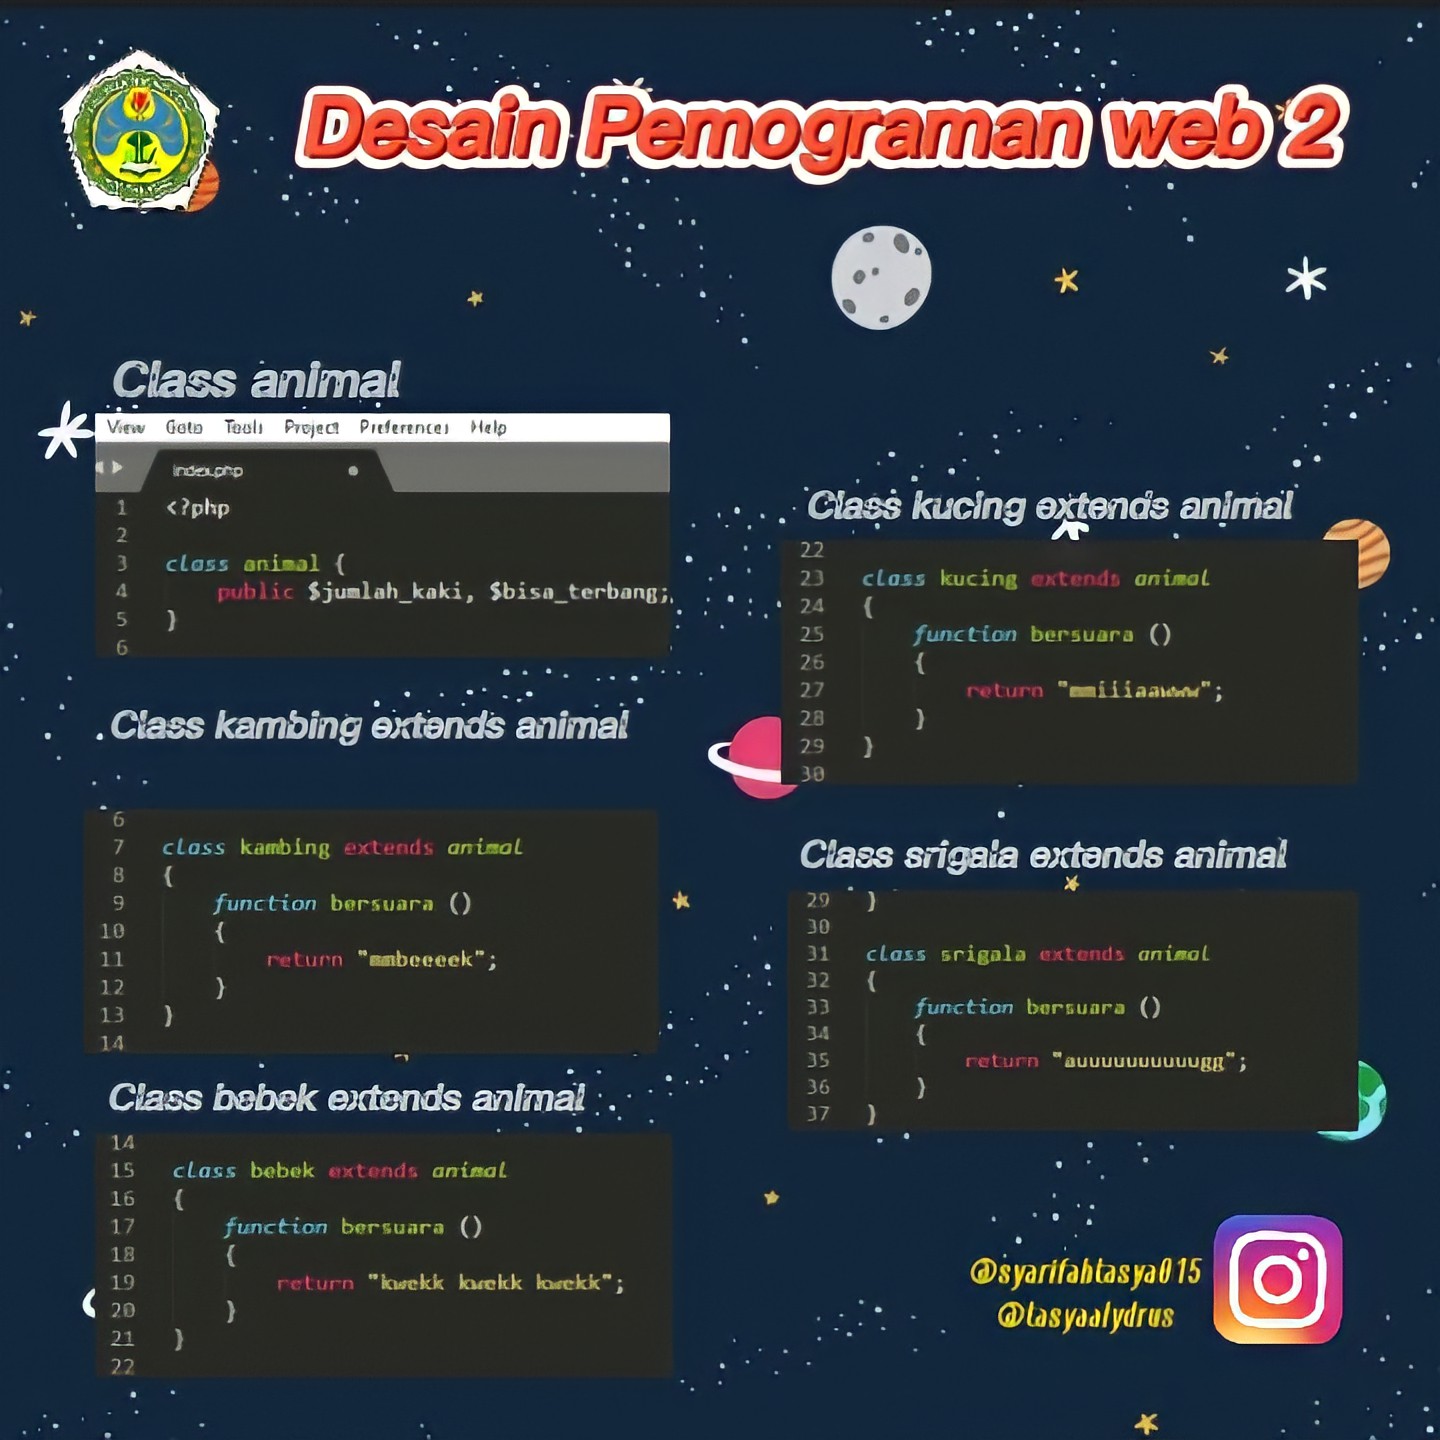 Desain Pemograman web 2
Class animal
View Goto Tools Project Preferences Help
index.php
1 <?php
2
3 class animal {
4 public $jumlah_kaki, $bisa_terbang;
5 }
6
Class kambing extends animal
6
7 class kambing extends animal
8 {
9 function bersuara ()
10 {
11 return "mmbeeeek";
12 }
13 }
14
Class bebek extends animal
14
15 class bebek extends animal
16 {
17 function bersuara ()
18 {
19 return "kwekk kwekk kwekk";
20 }
21 }
22
Class kucing extends animal
22
23 class kucing extends animal
24 {
25 function bersuara ()
26 {
27 return "mmiiiaawww";
28 }
29 }
30
Class srigala extends animal
29 }
30
31 class srigala extends animal
32 {
33 function bersuara ()
34 {
35 return "auuuuuuuuuugg";
36 }
37 }
@syarifahtasya015
@tasyaalydrus